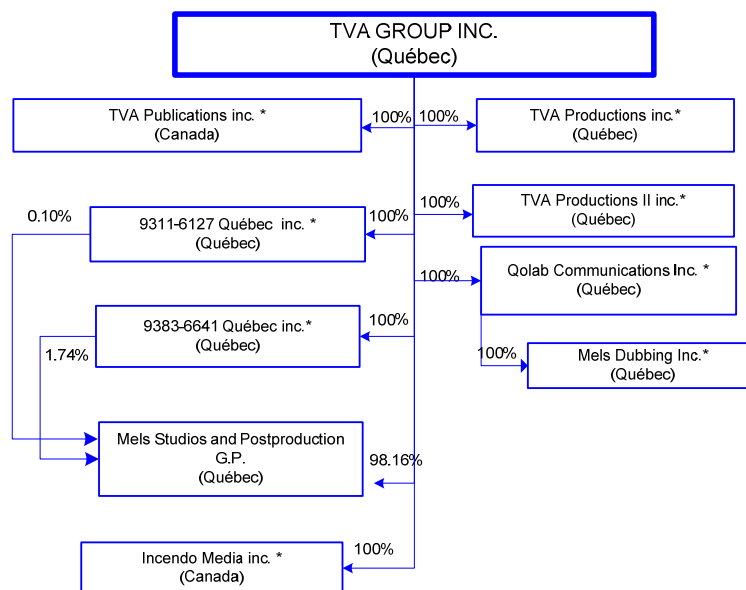 TVA GROUP INC.
(Québec)
TVA Publications inc. *
(Canada)
100%
100%
TVA Productions inc.*
(Québec)
0.10%
9311-6127 Québec inc. *
(Québec)
100%
100%
TVA Productions II inc.*
(Québec)
100%
Qolab Communications Inc. *
(Québec)
1.74%
9383-6641 Québec inc.*
(Québec)
100%
100%
Mels Dubbing Inc.*
(Québec)
Mels Studios and Postproduction
G.P.
(Québec)
98.16%
Incendo Media inc. *
(Canada)
100%